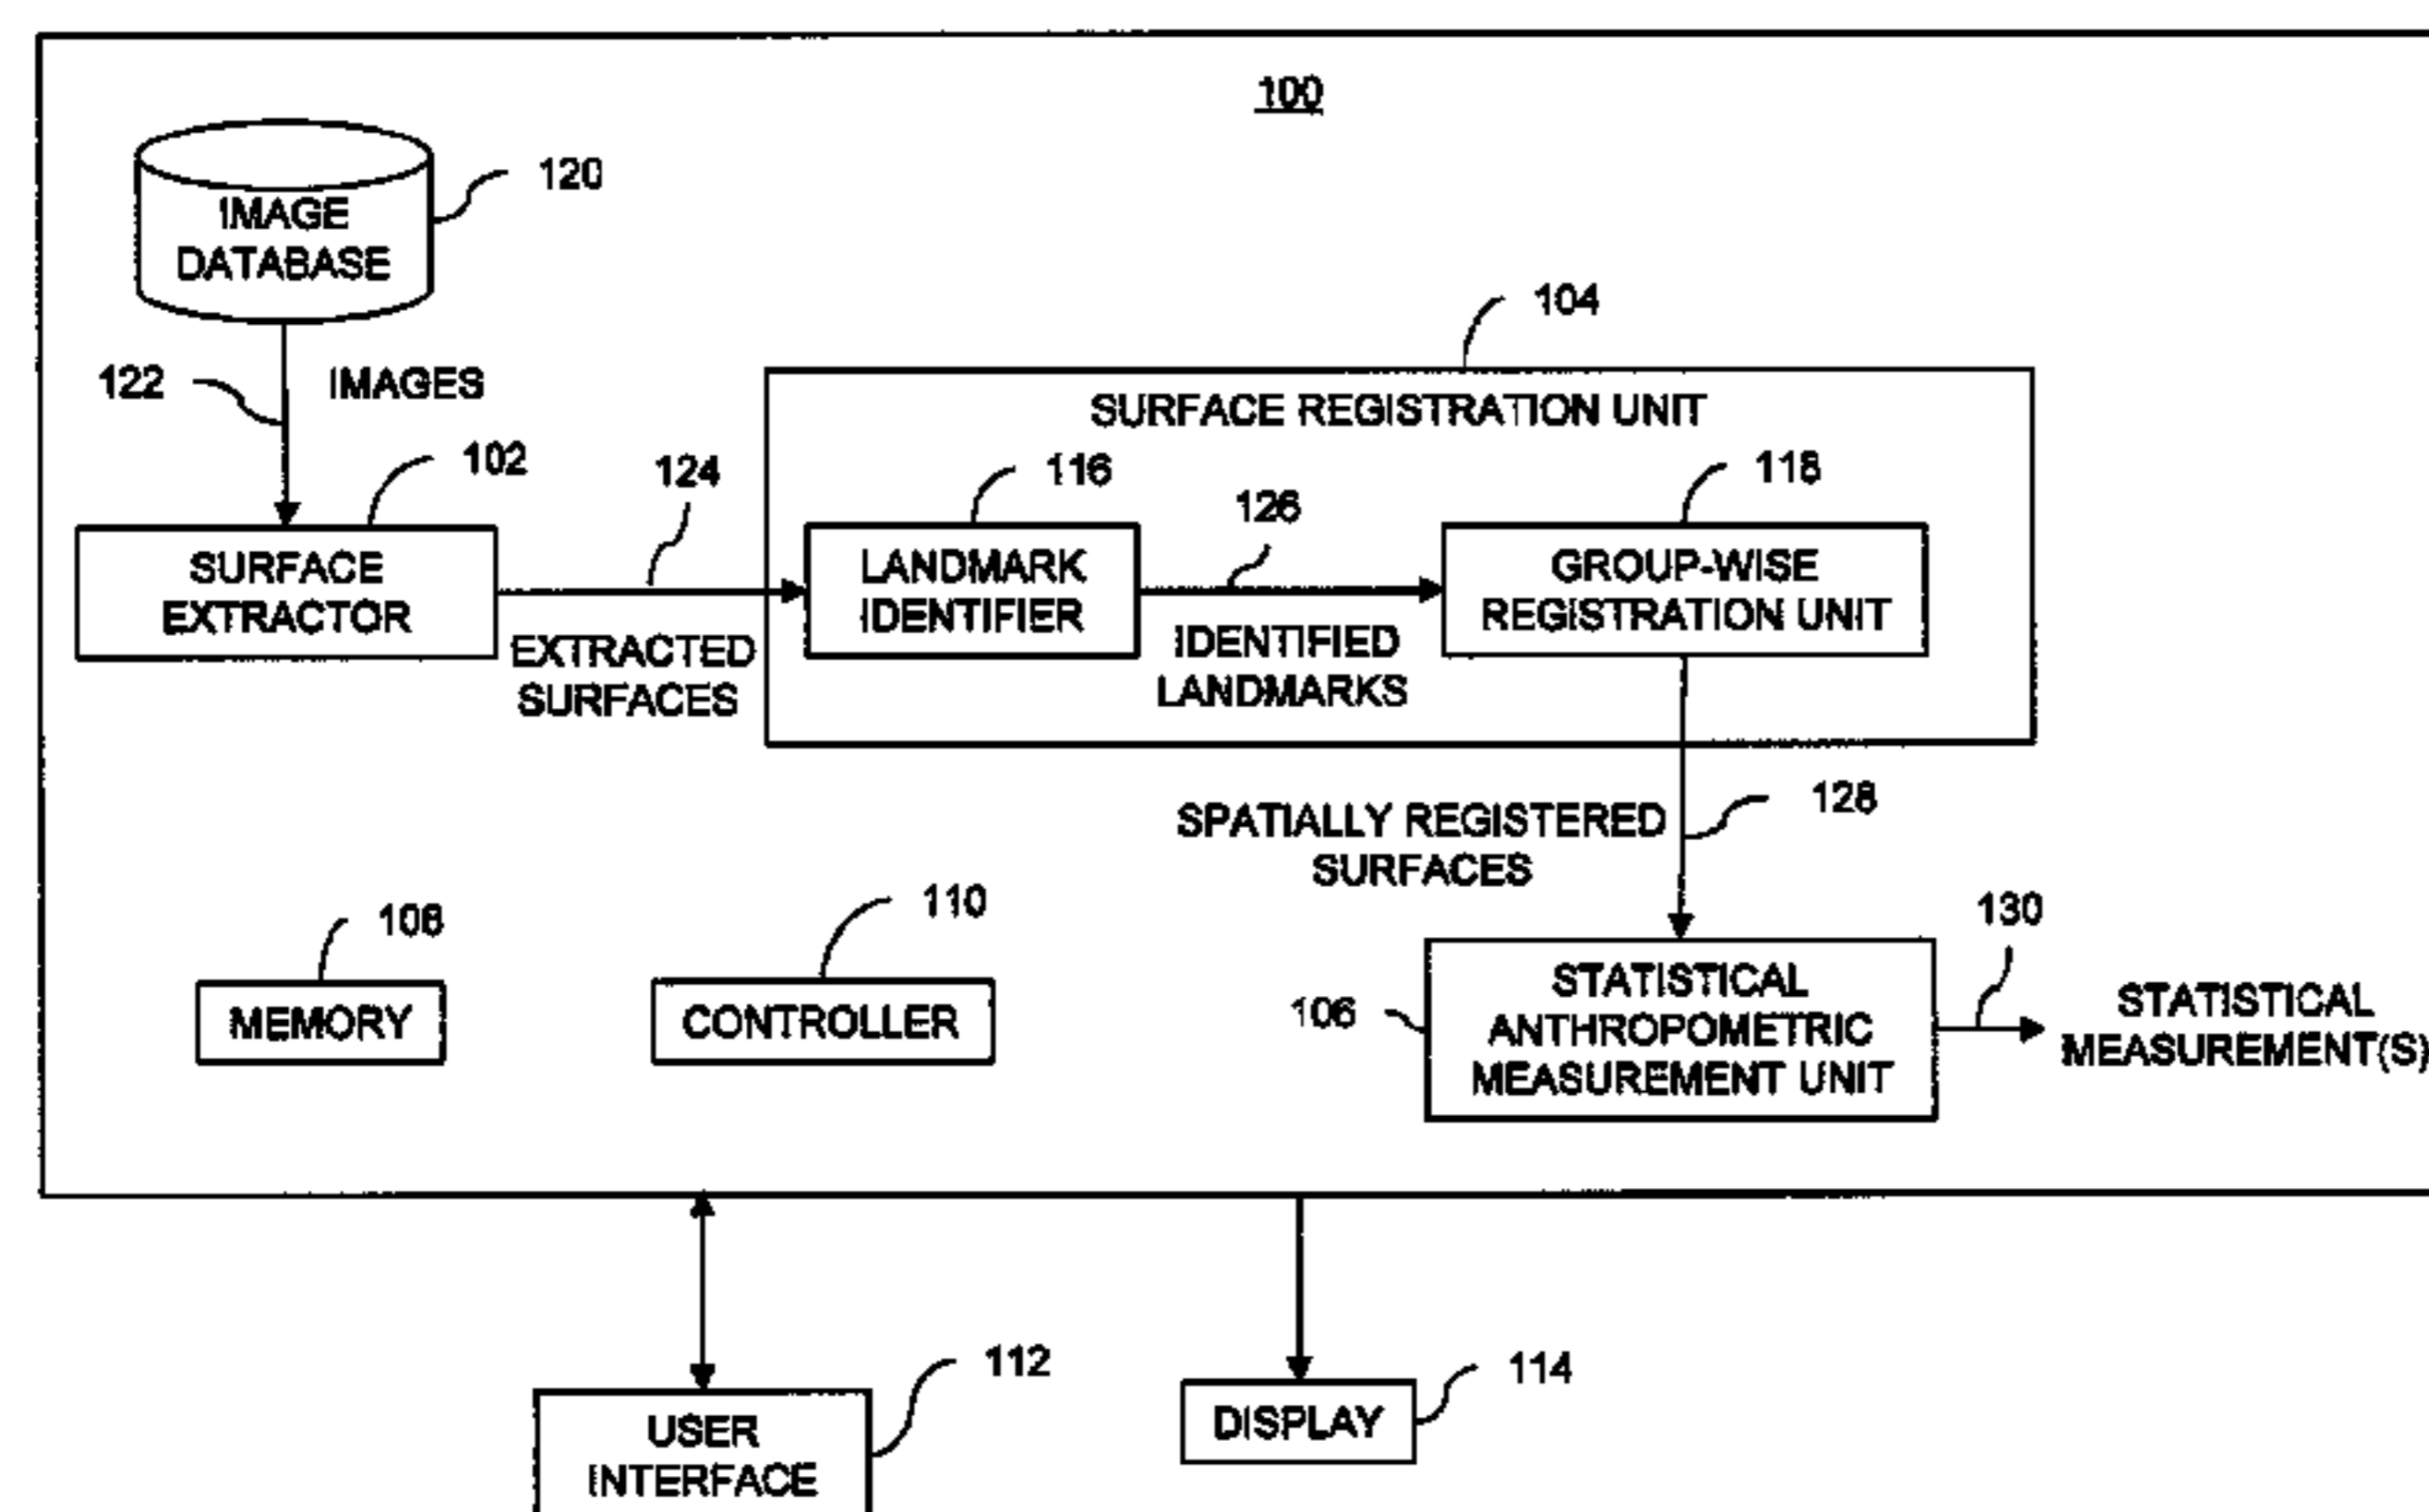 100
120
IMAGE
DATABASE
104
122
IMAGES
SURFACE REGISTRATION UNIT
102
124
116
118
126
SURFACE
EXTRACTOR
LANDMARK
IDENTIFIER
GROUP-WISE
REGISTRATION UNIT
EXTRACTED
SURFACES
IDENTIFIED
LANDMARKS
128
SPATIALLY REGISTERED
SURFACES
108
110
130
MEMORY
CONTROLLER
106
STATISTICAL
ANTHROPOMETRIC
MEASUREMENT UNIT
STATISTICAL
MEASUREMENT(S)
112
114
USER
INTERFACE
DISPLAY